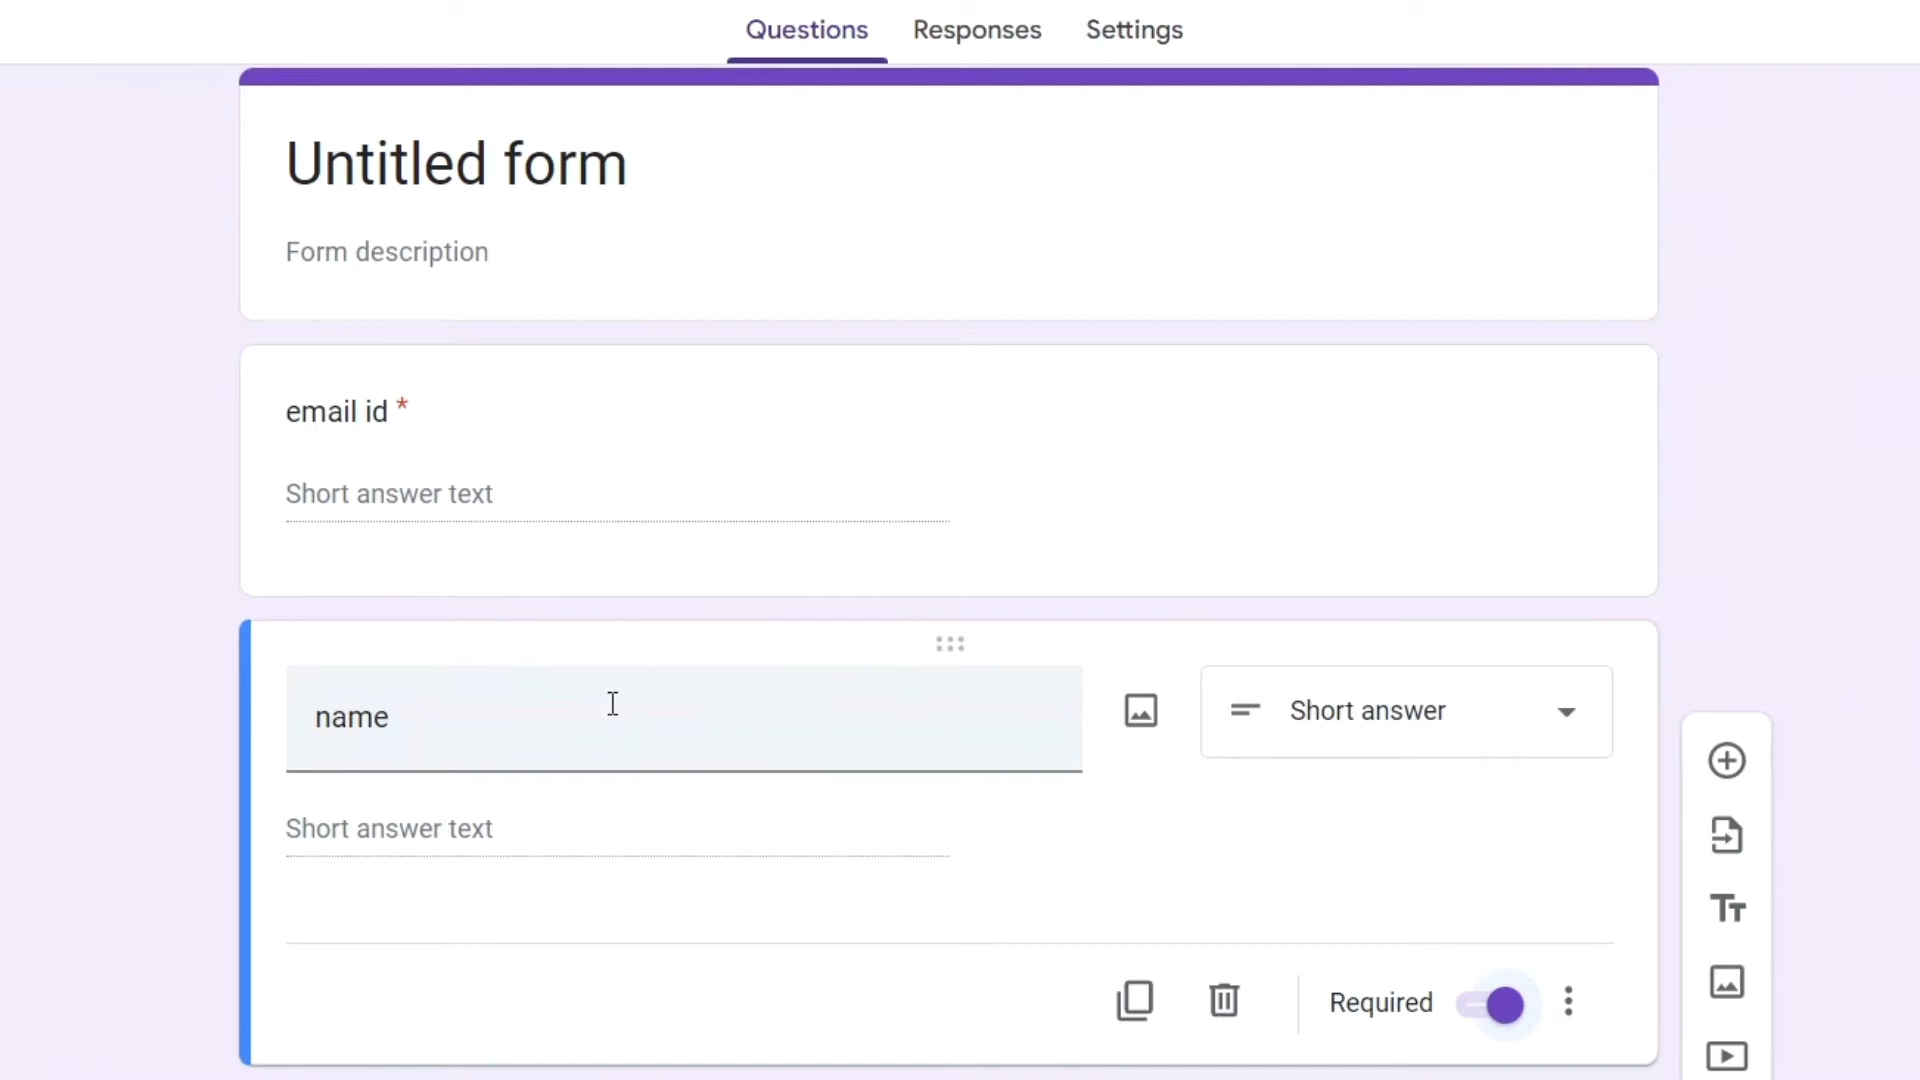 Questions Responses Settings
Untitled form
Form description
email id *
Short answer text
name
Short answer
Short answer text
Required